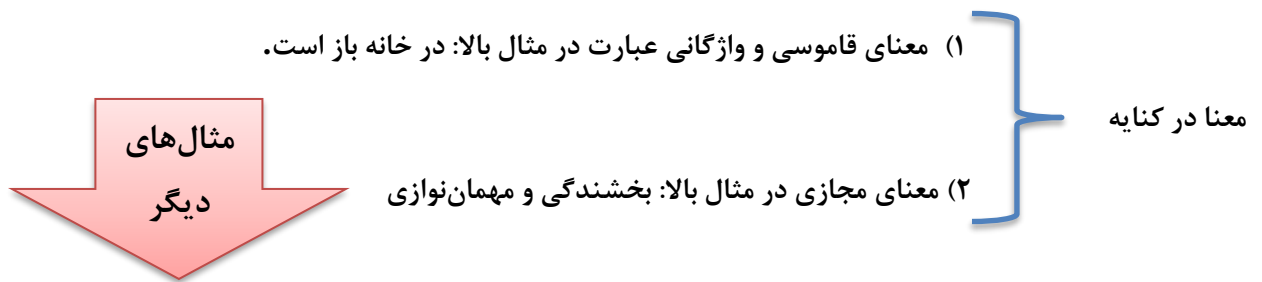 معنا در کنایه
۱) معنای قاموسی و واژگانی عبارت در مثال بالا: در خانه باز است.
۲) معنای مجازی در مثال بالا: بخشندگی و مهمان‌نوازی
مثال‌های
دیگر